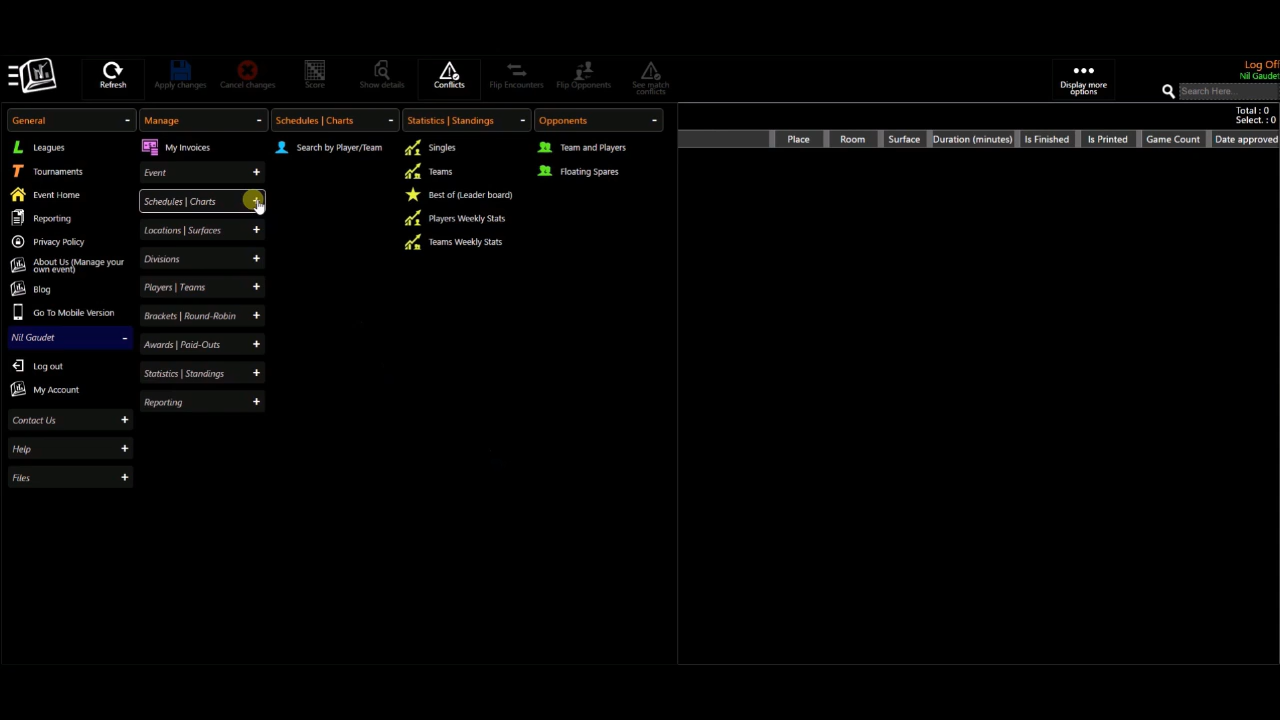 Refresh
Apply changes
Cancel changes
Score
Show details
Conflicts
Flip Encounters
Flip Opponents
See match
conflicts
Display more
options
Log Off
Nil Gaudet
Search Here...
Total : 0
Select. : 0
General -
Leagues
Tournaments
Event Home
Reporting
Privacy Policy
About Us (Manage your
own event)
Blog
Go To Mobile Version
Nil Gaudet -
Log out
My Account
Contact Us +
Help +
Files +
Manage -
My Invoices
Event +
Schedules | Charts +
Locations | Surfaces +
Divisions +
Players | Teams +
Brackets | Round-Robin +
Awards | Paid-Outs +
Statistics | Standings +
Reporting +
Schedules | Charts -
Search by Player/Team
Statistics | Standings -
Singles
Teams
Best of (Leader board)
Players Weekly Stats
Teams Weekly Stats
Opponents -
Team and Players
Floating Spares
Place
Room
Surface
Duration (minutes)
Is Finished
Is Printed
Game Count
Date approved